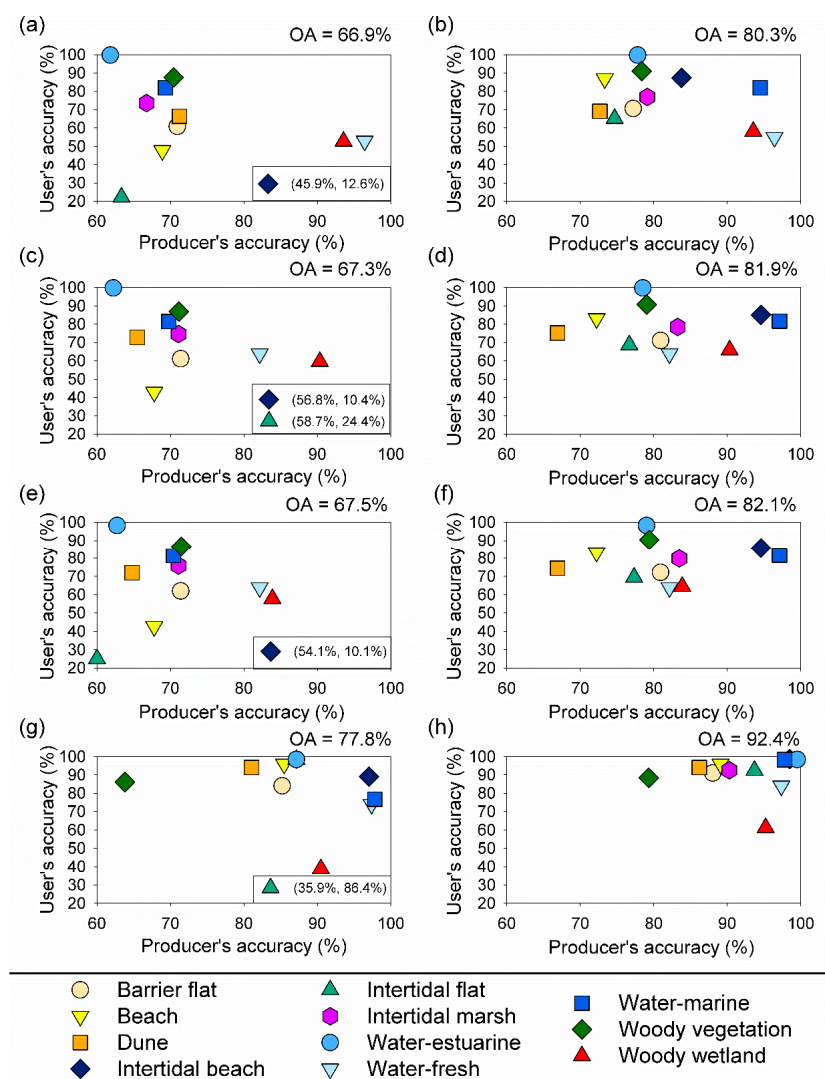 (a)
OA = 66.9%
User's accuracy (%)
100
90
80
70
60
50
40
30
20
(45.9%, 12.6%)
60 70 80 90 100
Producer's accuracy (%)
(b)
OA = 80.3%
User's accuracy (%)
100
90
80
70
60
50
40
30
20
60 70 80 90 100
Producer's accuracy (%)
(c)
OA = 67.3%
User's accuracy (%)
100
90
80
70
60
50
40
30
20
(56.8%, 10.4%)
(58.7%, 24.4%)
60 70 80 90 100
Producer's accuracy (%)
(d)
OA = 81.9%
User's accuracy (%)
100
90
80
70
60
50
40
30
20
60 70 80 90 100
Producer's accuracy (%)
(e)
OA = 67.5%
User's accuracy (%)
100
90
80
70
60
50
40
30
20
(54.1%, 10.1%)
60 70 80 90 100
Producer's accuracy (%)
(f)
OA = 82.1%
User's accuracy (%)
100
90
80
70
60
50
40
30
20
60 70 80 90 100
Producer's accuracy (%)
(g)
OA = 77.8%
User's accuracy (%)
100
90
80
70
60
50
40
30
20
(35.9%, 86.4%)
60 70 80 90 100
Producer's accuracy (%)
(h)
OA = 92.4%
User's accuracy (%)
100
90
80
70
60
50
40
30
20
60 70 80 90 100
Producer's accuracy (%)
Barrier flat
Beach
Dune
Intertidal beach
Intertidal flat
Intertidal marsh
Water-estuarine
Water-fresh
Water-marine
Woody vegetation
Woody wetland